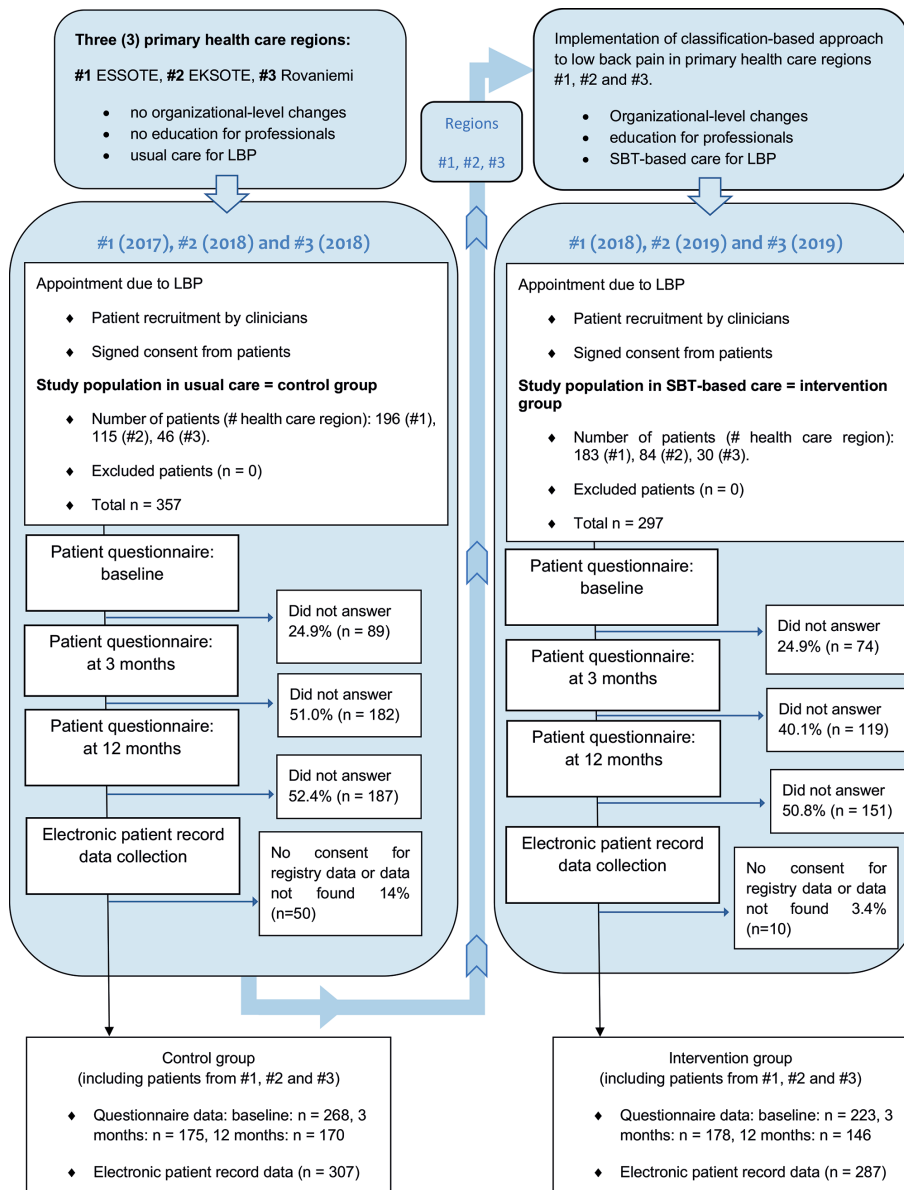 Three (3) primary health care regions:
#1 ESSOTE, #2 EKSOTE, #3 Rovaniemi
• no organizational-level changes
• no education for professionals
• usual care for LBP
#1 (2017), #2 (2018) and #3 (2018)
Appointment due to LBP
♦ Patient recruitment by clinicians
♦ Signed consent from patients
Study population in usual care = control group
♦ Number of patients (# health care region): 196 (#1),
115 (#2), 46 (#3).
♦ Excluded patients (n = 0)
♦ Total n = 357
Patient questionnaire:
baseline
Did not answer
24.9% (n = 89)
Patient questionnaire:
at 3 months
Did not answer
51.0% (n = 182)
Patient questionnaire:
at 12 months
Did not answer
52.4% (n = 187)
Electronic patient record
data collection
No consent for
registry data or data
not found 14%
(n=50)
Control group
(including patients from #1, #2 and #3)
♦ Questionnaire data: baseline: n = 268, 3
months: n = 175, 12 months: n = 170
♦ Electronic patient record data (n = 307)
Regions
#1, #2, #3
Implementation of classification-based approach
to low back pain in primary health care regions
#1, #2 and #3.
• Organizational-level changes
• education for professionals
• SBT-based care for LBP
#1 (2018), #2 (2019) and #3 (2019)
Appointment due to LBP
♦ Patient recruitment by clinicians
♦ Signed consent from patients
Study population in SBT-based care = intervention
group
♦ Number of patients (# health care region):
183 (#1), 84 (#2), 30 (#3).
♦ Excluded patients (n = 0)
♦ Total n = 297
Patient questionnaire:
baseline
Did not answer
24.9% (n = 74)
Patient questionnaire:
at 3 months
Did not answer
40.1% (n = 119)
Patient questionnaire:
at 12 months
Did not answer
50.8% (n = 151)
Electronic patient record
data collection
No consent for
registry data or data
not found 3.4%
(n=10)
Intervention group
(including patients from #1, #2 and #3)
♦ Questionnaire data: baseline: n = 223, 3
months: n = 178, 12 months: n = 146
♦ Electronic patient record data (n = 287)